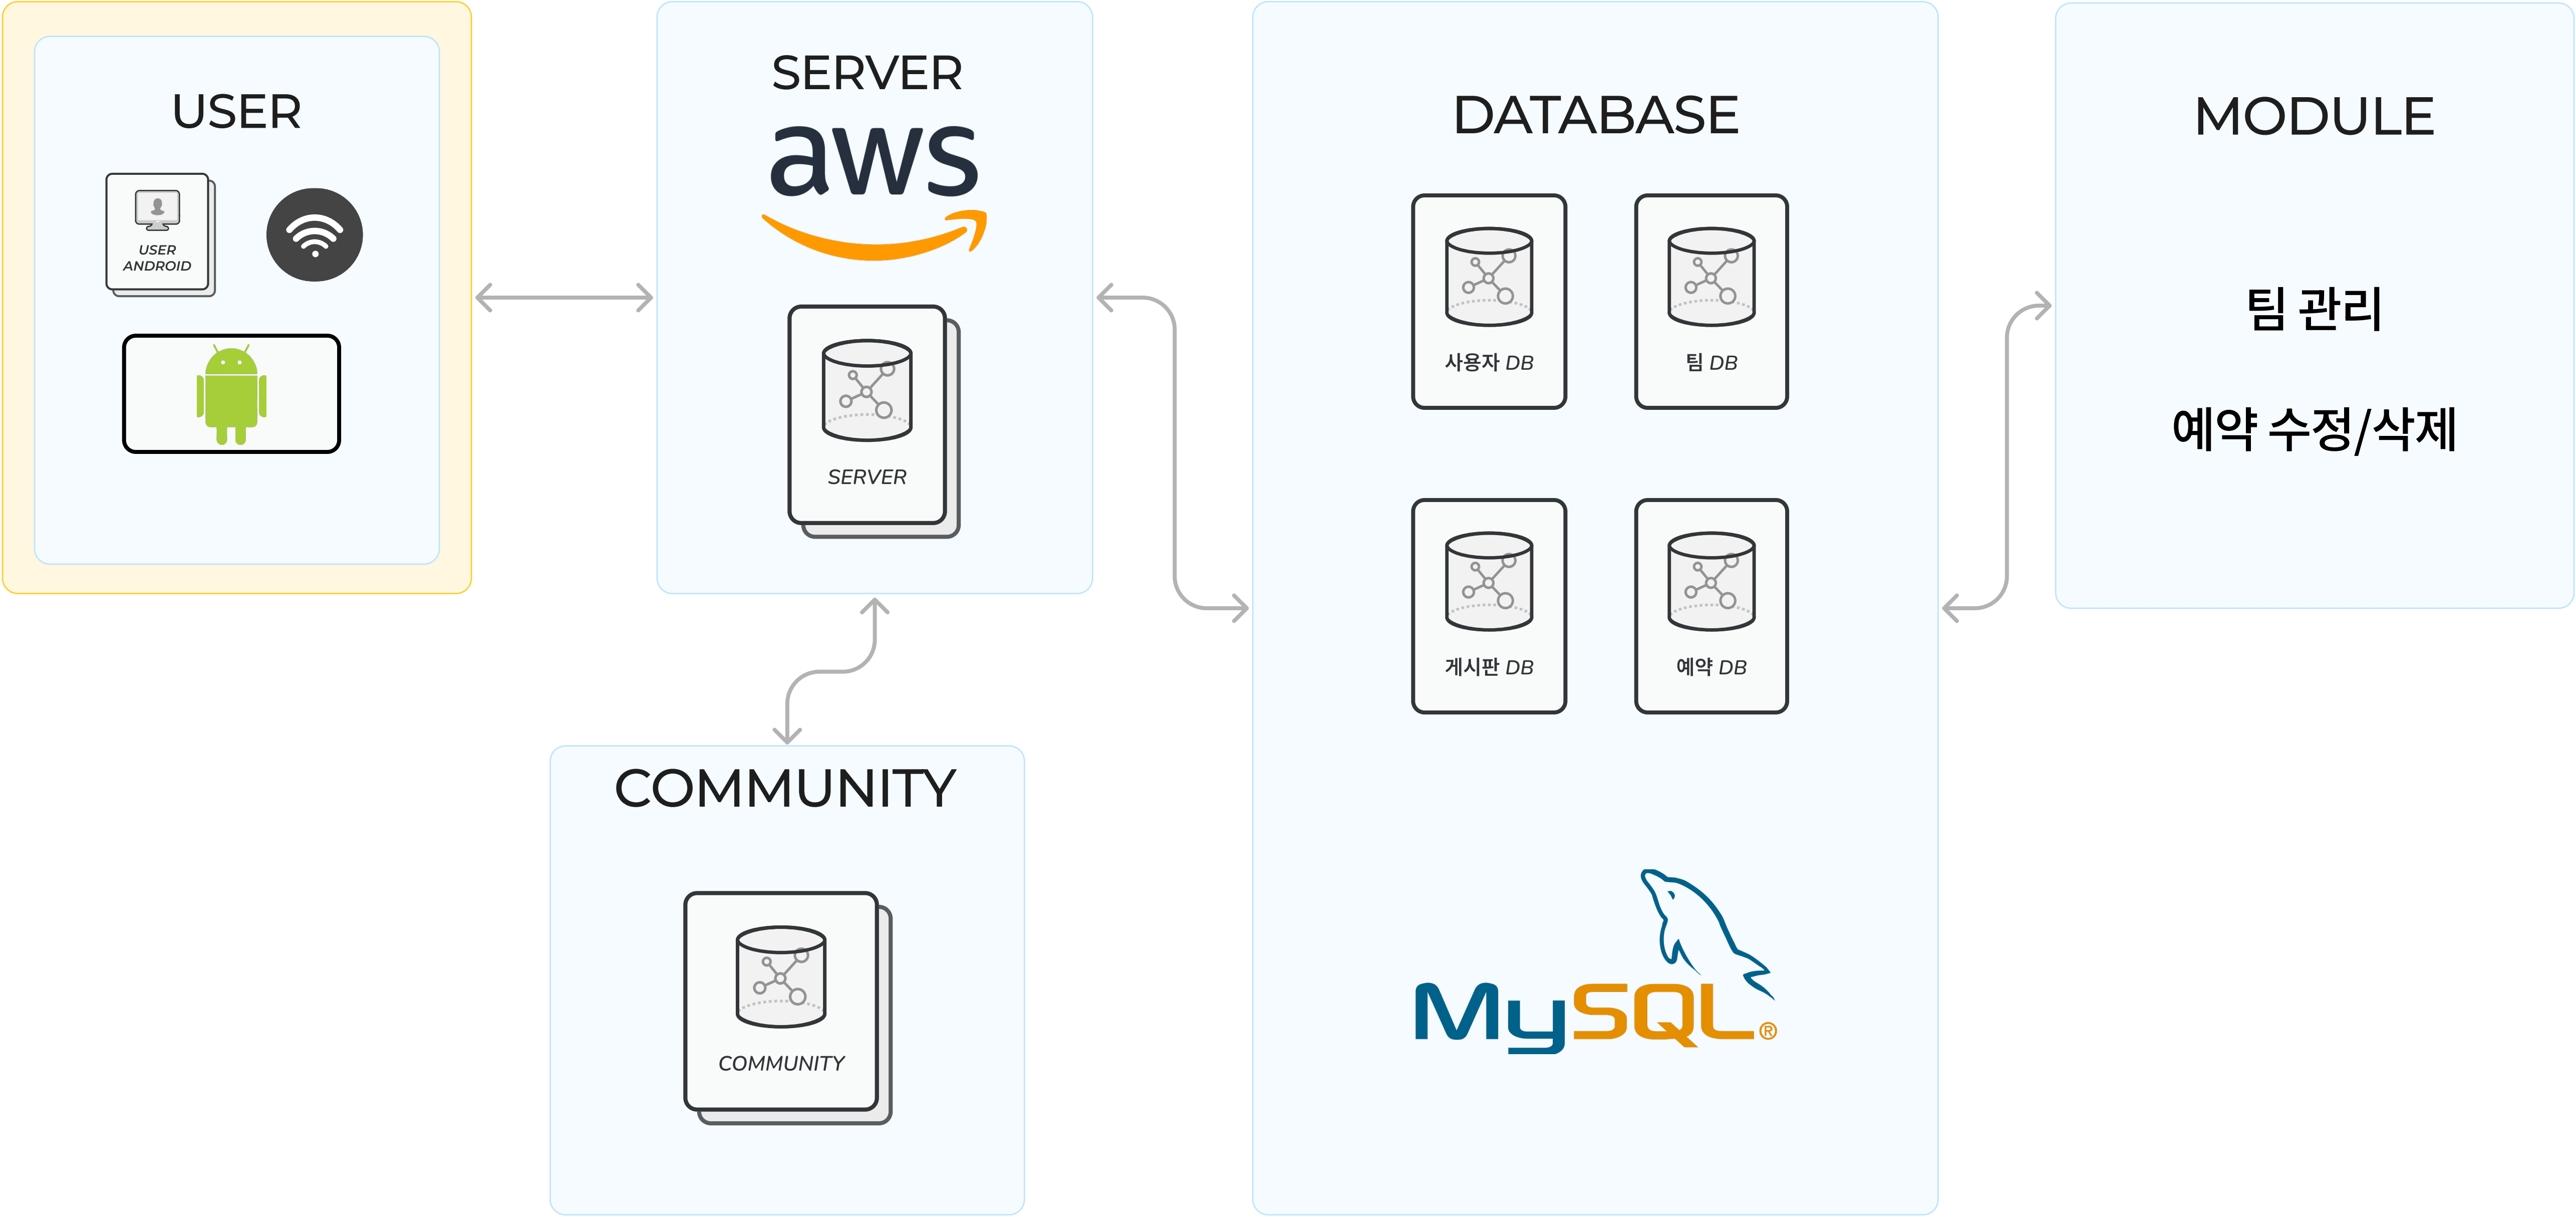 USER
USER
ANDROID
SERVER
aws
SERVER
COMMUNITY
COMMUNITY
DATABASE
사용자 DB
팀 DB
게시판 DB
예약 DB
MySQL®
MODULE
팀 관리
예약 수정/삭제